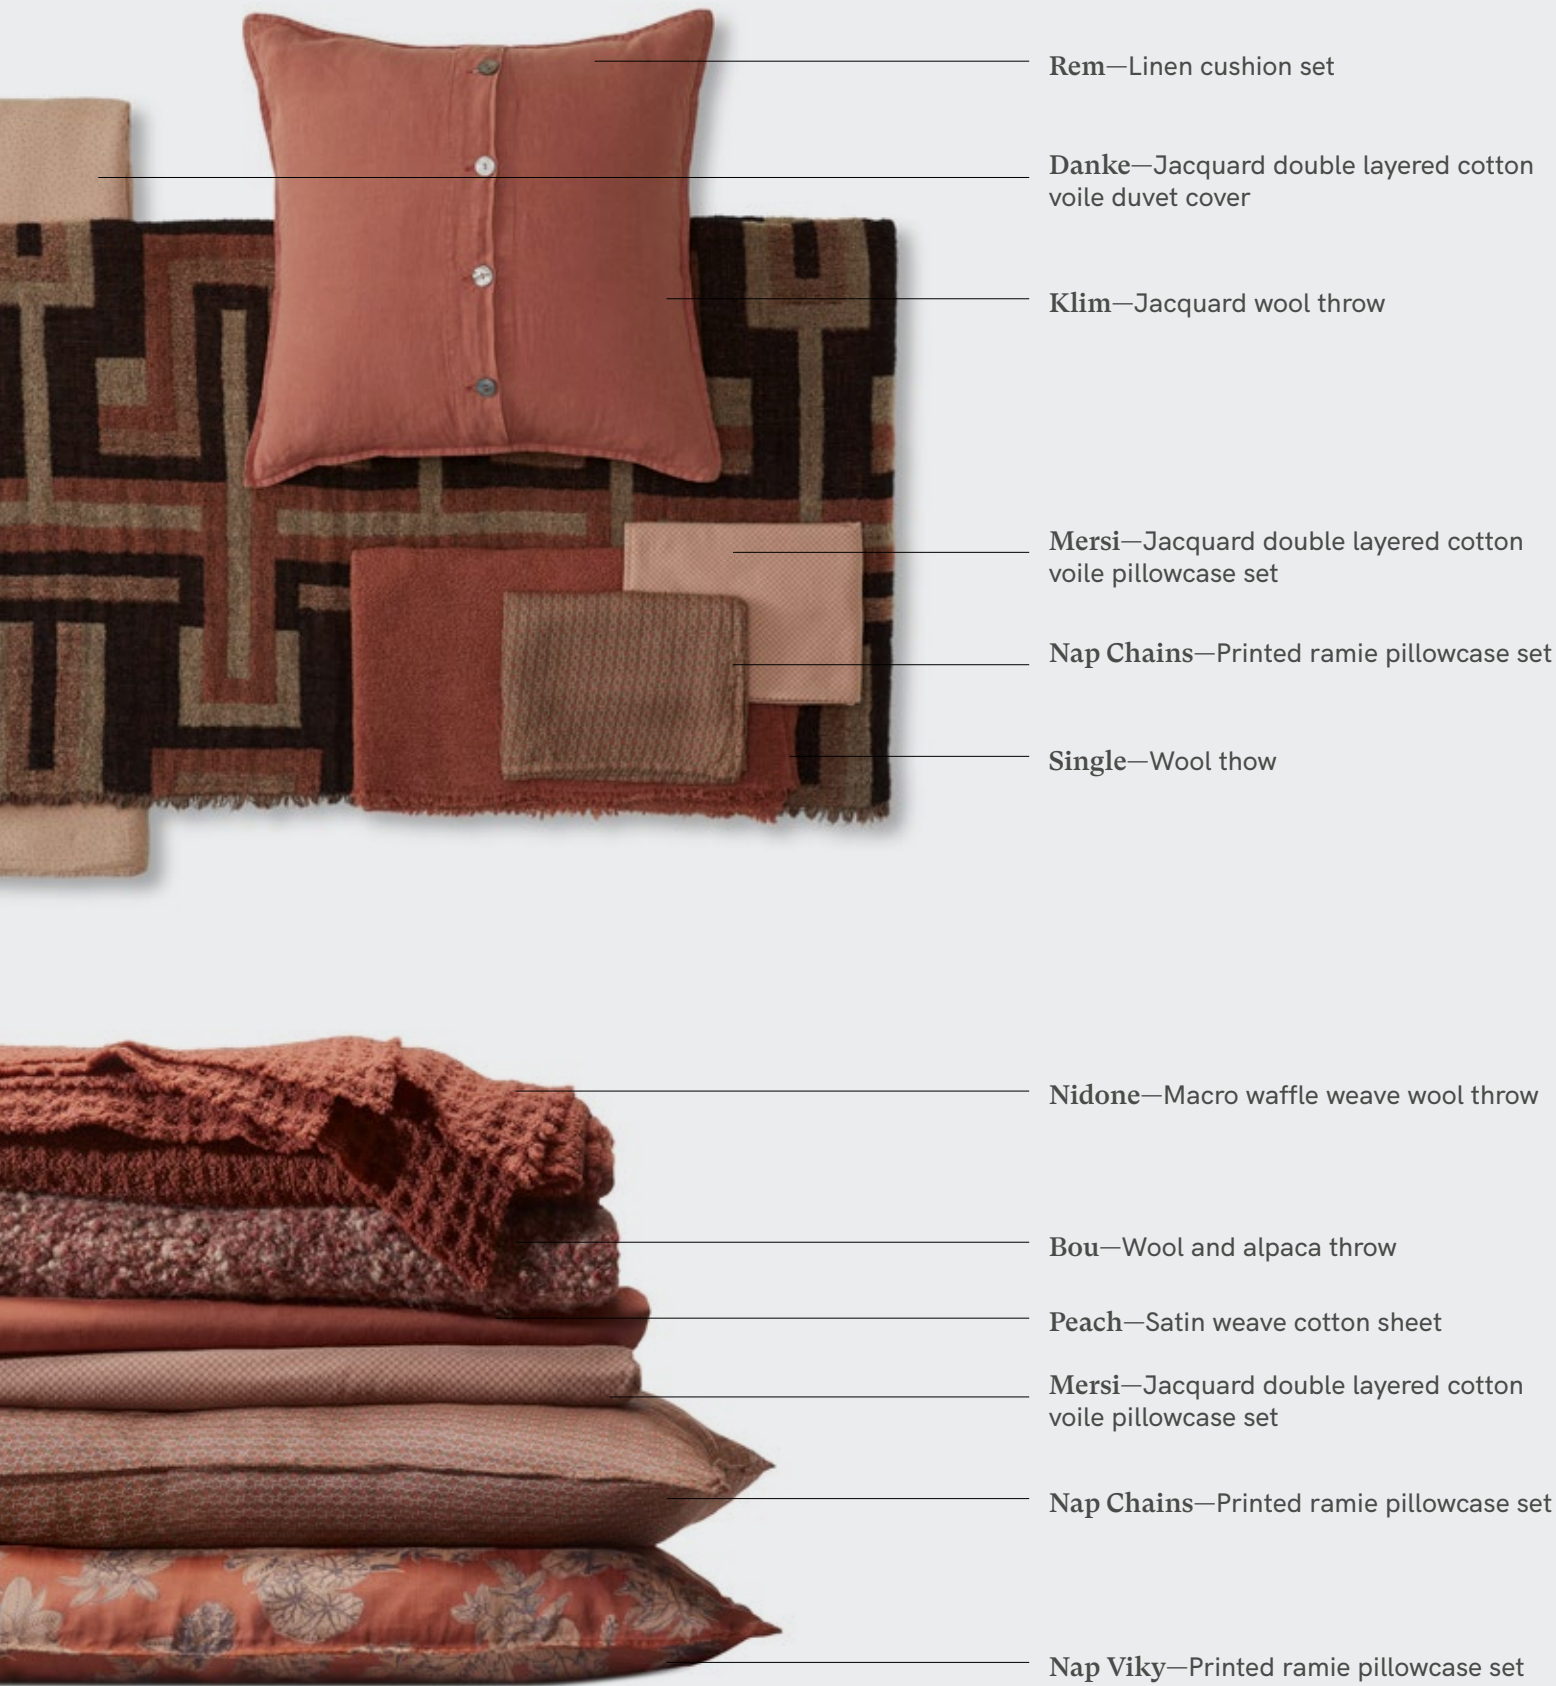 Rem—Linen cushion set
Danke—Jacquard double layered cotton
voile duvet cover
Klim—Jacquard wool throw
Mersi—Jacquard double layered cotton
voile pillowcase set
Nap Chains—Printed ramie pillowcase set
Single—Wool thow
Nidone—Macro waffle weave wool throw
Bou—Wool and alpaca throw
Peach—Satin weave cotton sheet
Mersi—Jacquard double layered cotton
voile pillowcase set
Nap Chains—Printed ramie pillowcase set
Nap Viky—Printed ramie pillowcase set